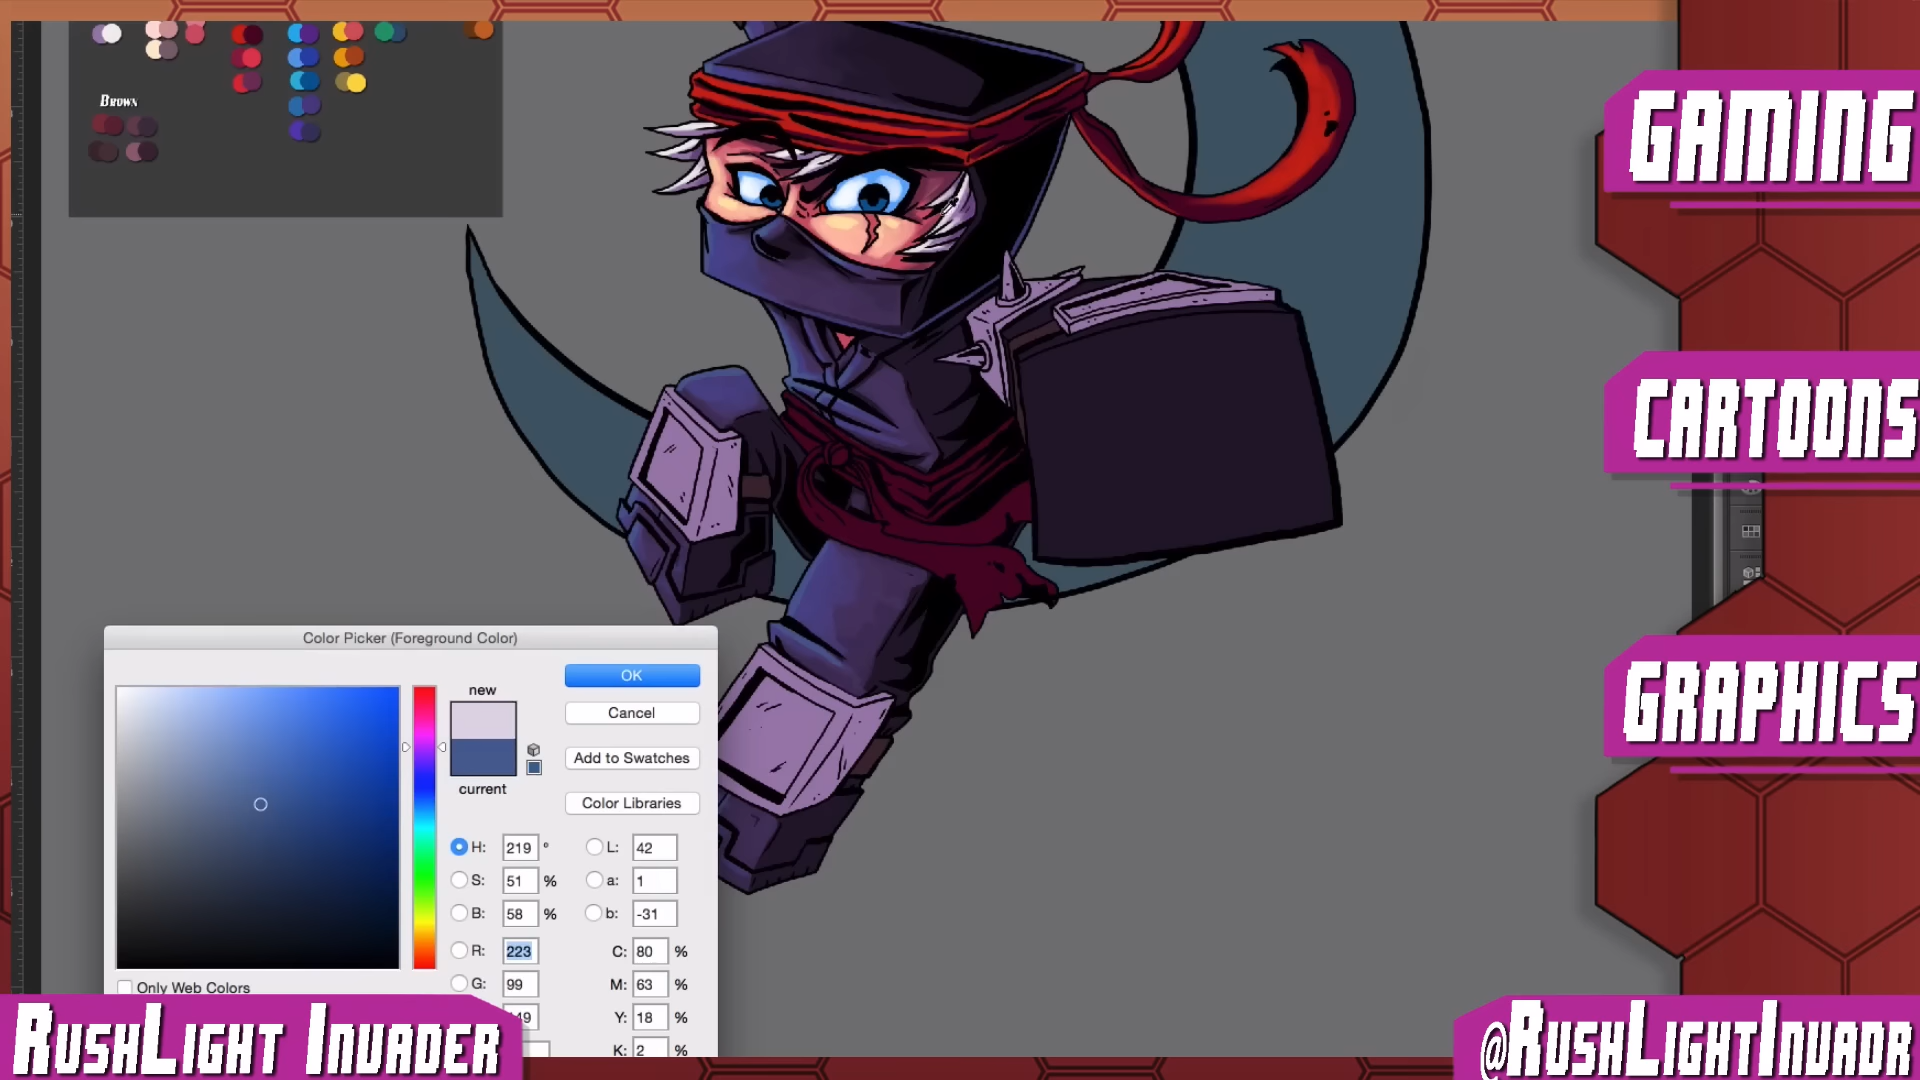 Brown
GAMING
CARTOONS
GRAPHICS
Color Picker (Foreground Color)
new
current
OK
Cancel
Add to Swatches
Color Libraries
H: 219 °
S: 51 %
B: 58 %
R: 223
G: 99
49
L: 42
a: 1
b: -31
C: 80 %
M: 63 %
Y: 18 %
K: 2 %
Only Web Colors
RushLight Invader
@RushLightInvadr